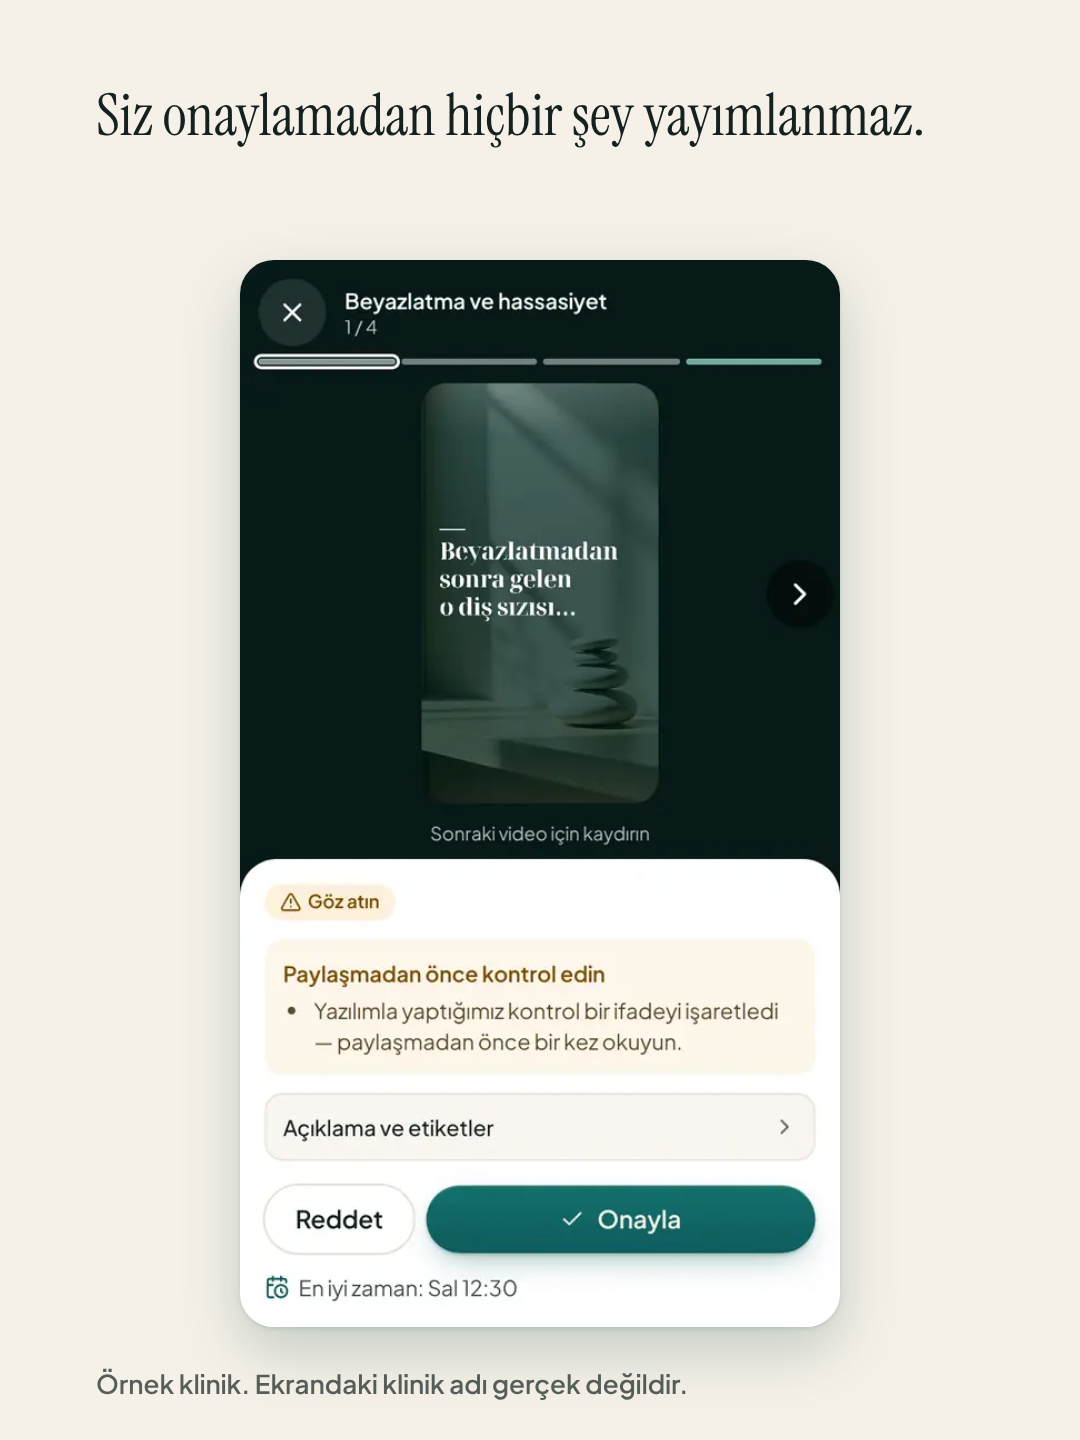 Siz onaylamadan hiçbir şey yayımlanmaz.
Beyazlatma ve hassasiyet
1 / 4
Beyazlatmadan
sonra gelen
o diş sızısı...
Sonraki video için kaydırın
Göz atın
Paylaşmadan önce kontrol edin
• Yazılımla yaptığımız kontrol bir ifadeyi işaretledi
— paylaşmadan önce bir kez okuyun.
Açıklama ve etiketler
Reddet
Onayla
En iyi zaman: Sal 12:30
Örnek klinik. Ekrandaki klinik adı gerçek değildir.